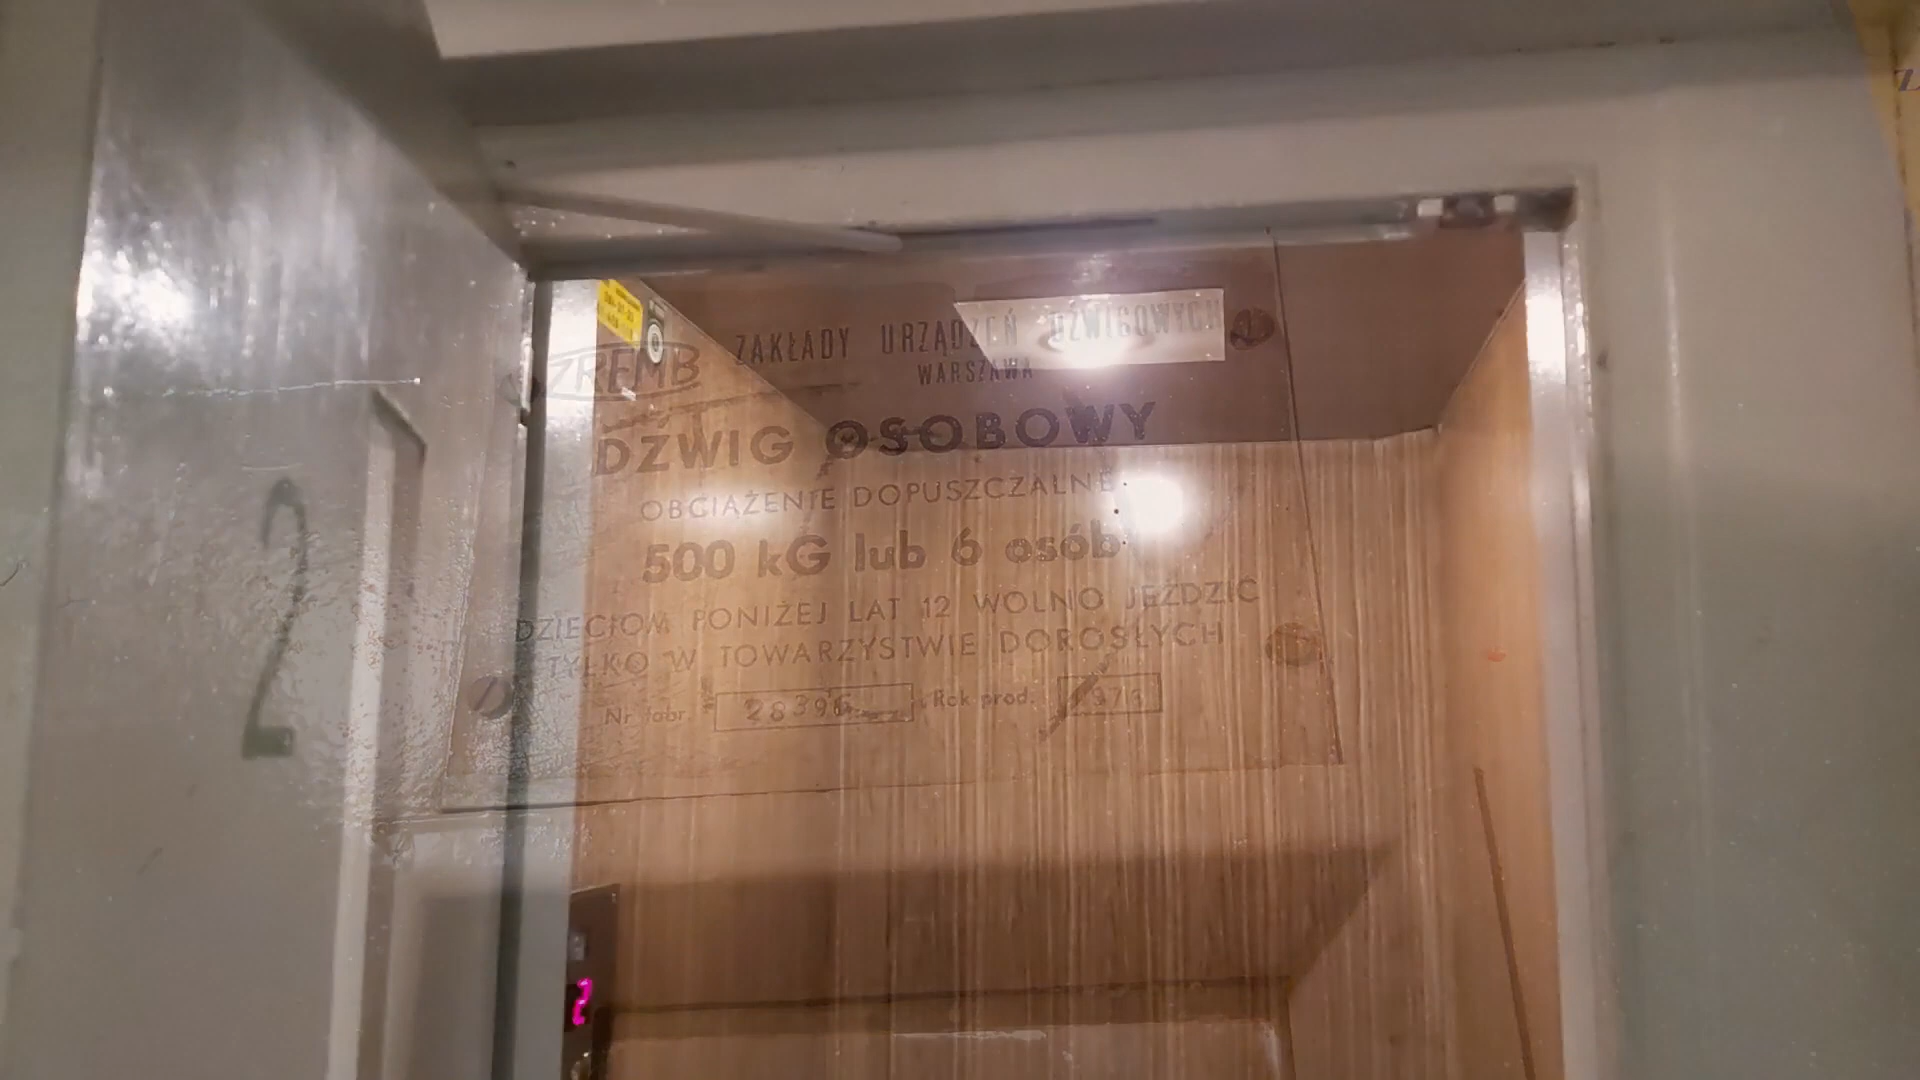 ZREMB
ZAKŁADY URZĄDZEŃ DŹWIGOWYCH
WARSZAWA
DŹWIG OSOBOWY
OBCIĄŻENIE DOPUSZCZALNE:
500 kG lub 6 osób
DZIECIOM PONIŻEJ LAT 12 WOLNO JEŹDZIĆ
TYLKO W TOWARZYSTWIE DOROSŁYCH
Nr fabr. 28396 Rok prod.
2
2